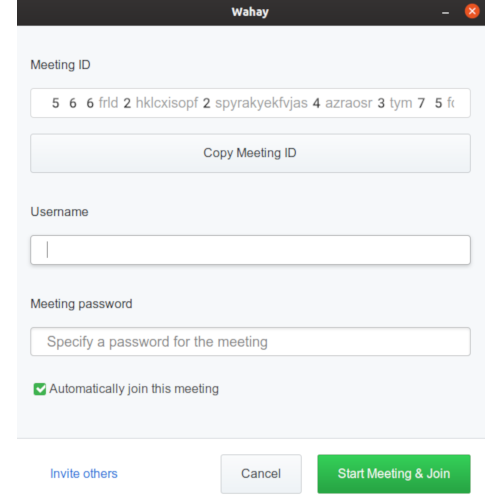 Wahay
Meeting ID
5 6 6 frld 2 hklcxisopf 2 spyrakyekfvjas 4 azraosr 3 tym 7 5 fc
Copy Meeting ID
Username
Meeting password
Specify a password for the meeting
Automatically join this meeting
Invite others
Cancel
Start Meeting & Join